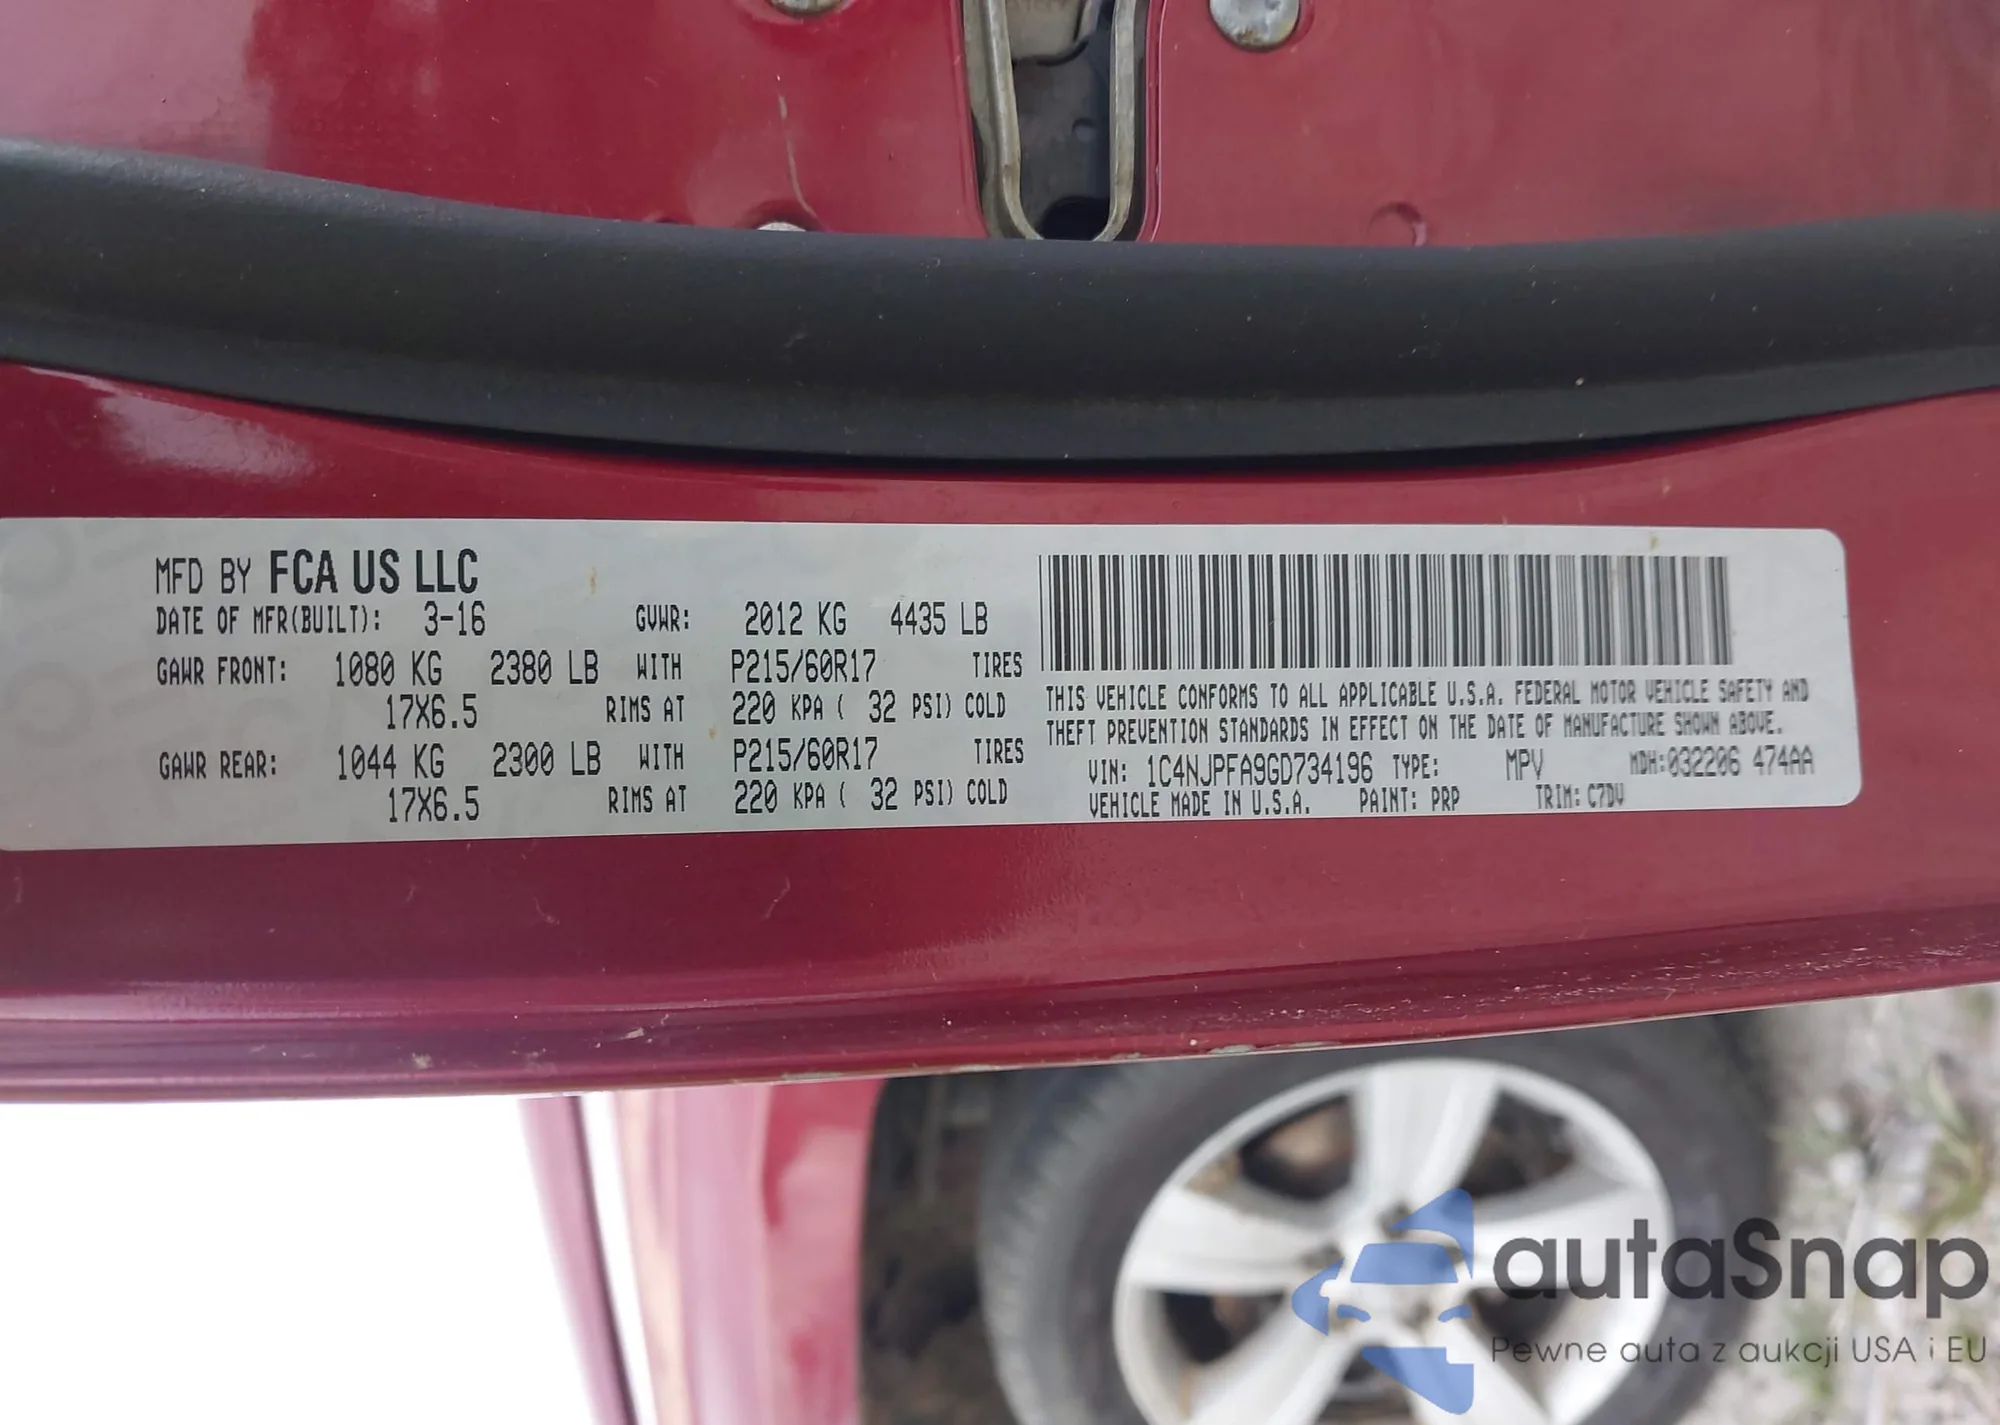 MFD BY FCA US LLC
DATE OF MFR(BUILT): 3-16 GVWR: 2012 KG 4435 LB
GAWR FRONT: 1080 KG 2380 LB WITH P215/60R17 TIRES
17X6.5 RIMS AT 220 KPA ( 32 PSI) COLD
GAWR REAR: 1044 KG 2300 LB WITH P215/60R17 TIRES
17X6.5 RIMS AT 220 KPA ( 32 PSI) COLD
THIS VEHICLE CONFORMS TO ALL APPLICABLE U.S.A. FEDERAL MOTOR VEHICLE SAFETY AND
THEFT PREVENTION STANDARDS IN EFFECT ON THE DATE OF MANUFACTURE SHOWN ABOVE.
VIN: 1C4NJPFA9GD734196 TYPE: MPV MDH:032206 474AA
VEHICLE MADE IN U.S.A. PAINT: PRP TRIM: C7DV
autaSnap
Pewne auta z aukcji USA i EU